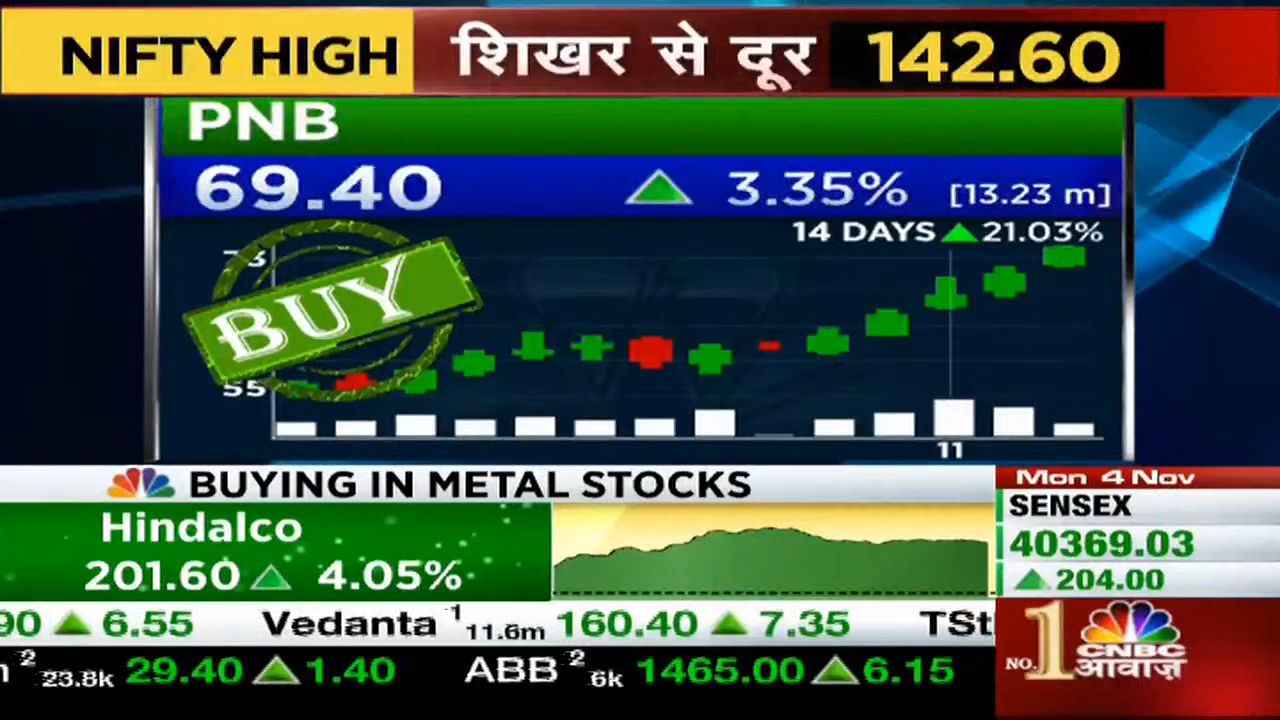 NIFTY HIGH शिखर से दूर 142.60
PNB
69.40 3.35% [13.23 m]
14 DAYS 21.03%
BUY
55
11
BUYING IN METAL STOCKS
Mon 4 Nov
Hindalco
201.60 4.05%
SENSEX
40369.03
204.00
90 6.55 Vedanta 1 11.6m 160.40 7.35 TSt
2 23.8k 29.40 1.40 ABB 2 6k 1465.00 6.15
NO.1 CNBC
आवाज़